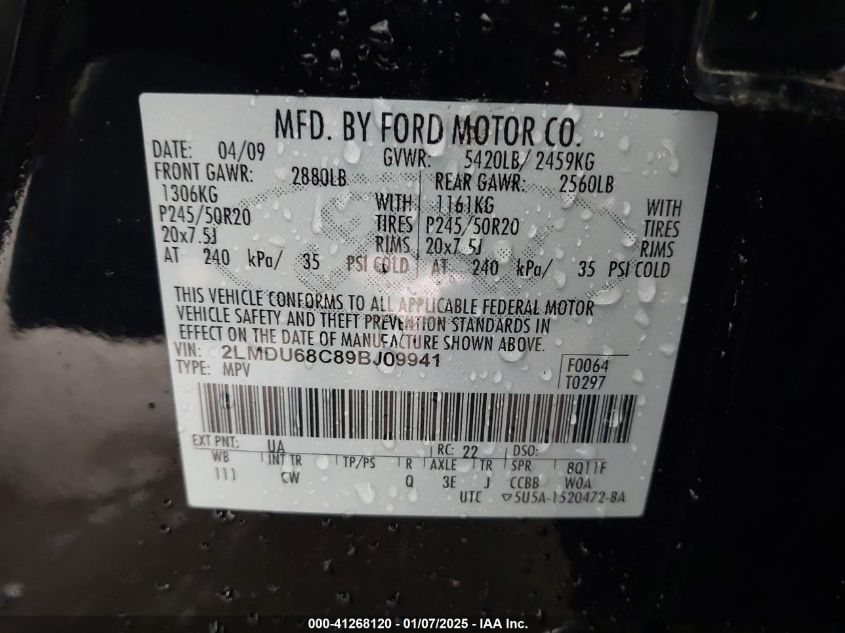 MFD. BY FORD MOTOR CO.
DATE: 04/09 GVWR: 5420LB/ 2459KG
FRONT GAWR: 2880LB REAR GAWR: 2560LB
1306KG WITH 1161KG WITH
P245/50R20 TIRES P245/50R20 TIRES
20x7.5J RIMS 20x7.5J RIMS
AT 240 kPa/ 35 PSI COLD AT 240 kPa/ 35 PSI COLD
THIS VEHICLE CONFORMS TO ALL APPLICABLE FEDERAL MOTOR
VEHICLE SAFETY AND THEFT PREVENTION STANDARDS IN
EFFECT ON THE DATE OF MANUFACTURE SHOWN ABOVE.
VIN: 2LMDU68C89BJ09941 F0064
TYPE: MPV T0297
EXT PNT: UA RC: 22 DSO:
WB INT TR TP/PS R AXLE TR SPR 8Q11F
111 CW Q 3E J CCBB W0A
UTC ▽5U5A-1520472-BA
000-41268120 - 01/07/2025 - IAA Inc.